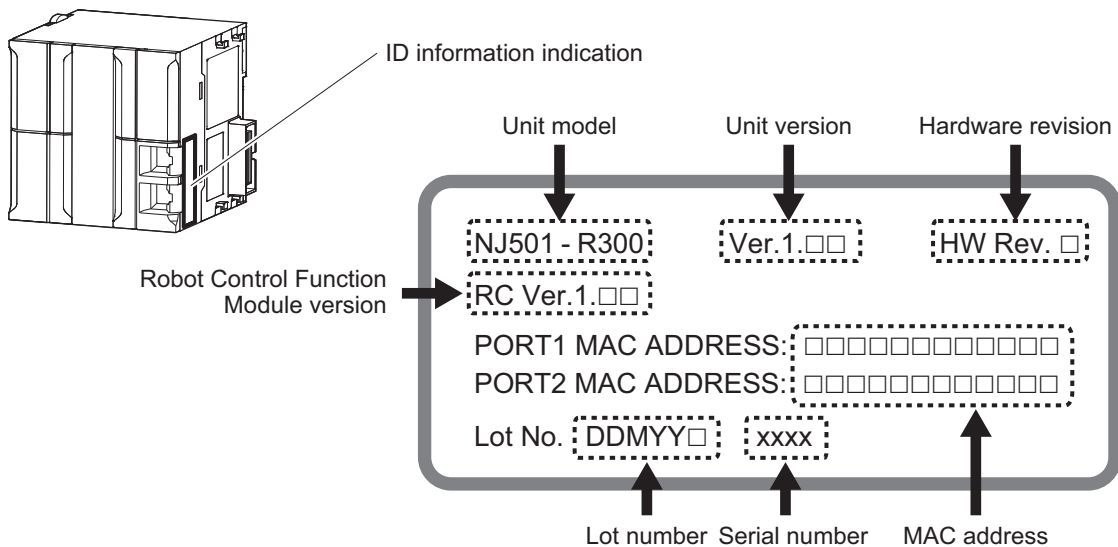 ID information indication
Unit model
Unit version
Hardware revision
NJ501 - R300
Ver.1.□□
HW Rev. □
Robot Control Function
Module version
RC Ver.1.□□
PORT1 MAC ADDRESS: □□□□□□□□□□□□
PORT2 MAC ADDRESS: □□□□□□□□□□□□
Lot No. DDMYY□ xxxx
Lot number
Serial number
MAC address